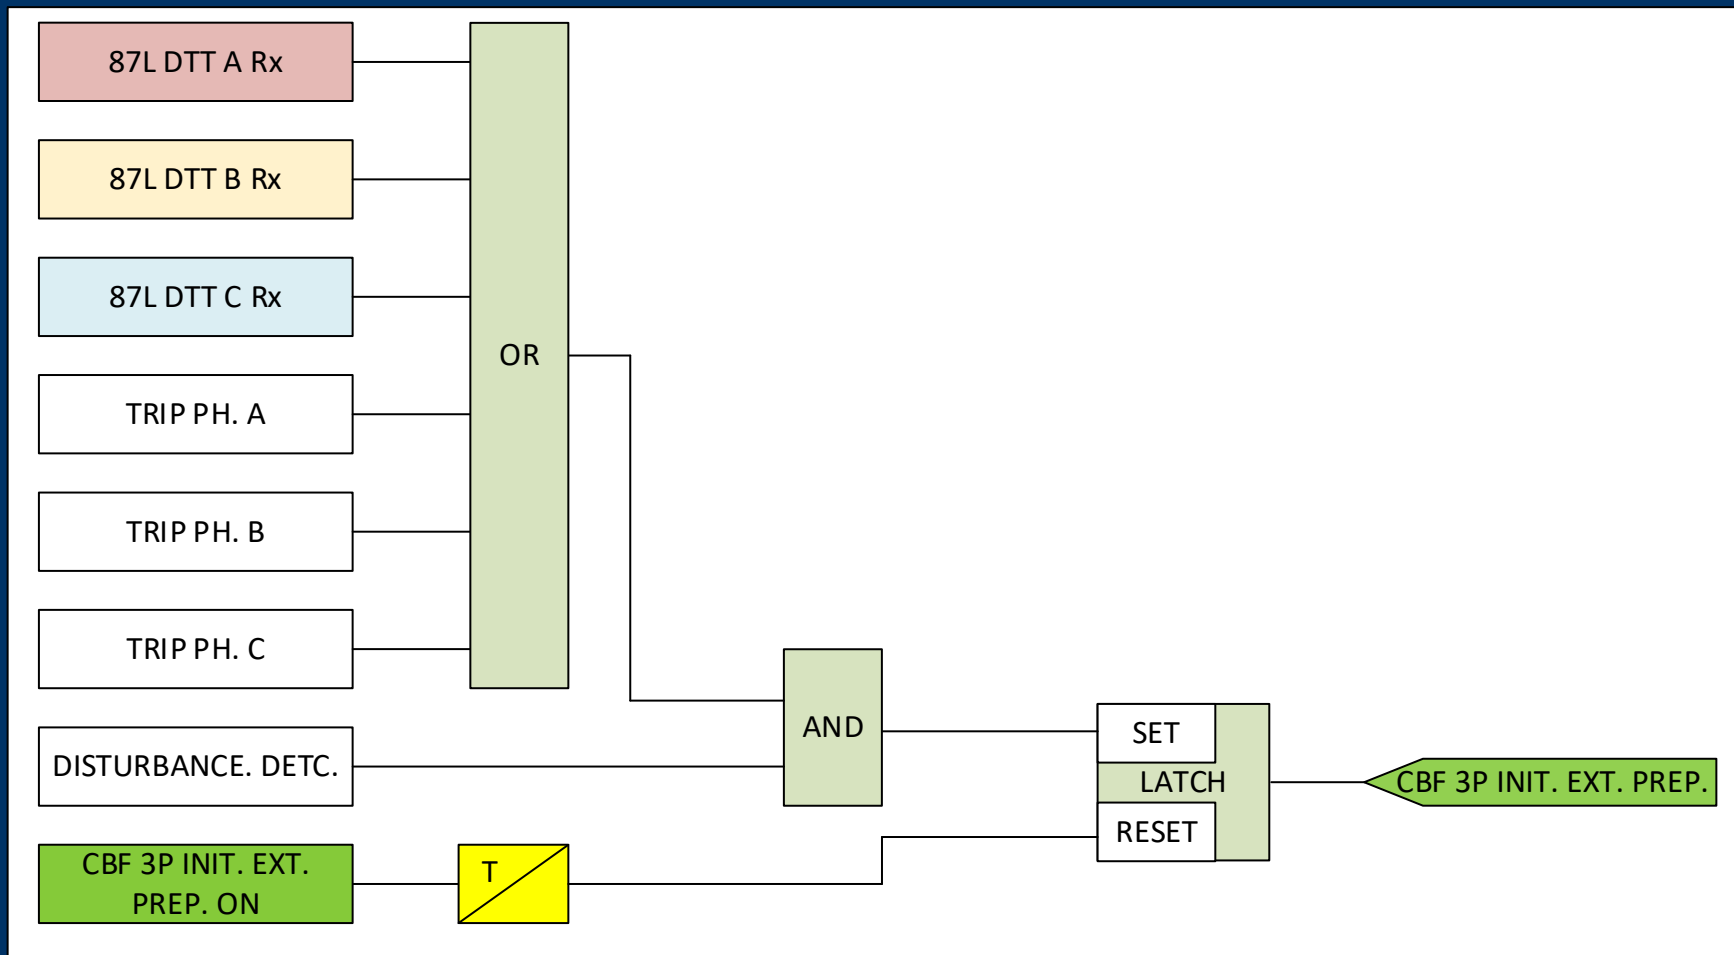 87L DTT A Rx
87L DTT B Rx
87L DTT C Rx
OR
TRIP PH. A
TRIP PH. B
TRIP PH. C
DISTURBANCE. DETC.
AND
SET
LATCH
RESET
CBF 3P INIT. EXT. PREP.
CBF 3P INIT. EXT.
PREP. ON
T